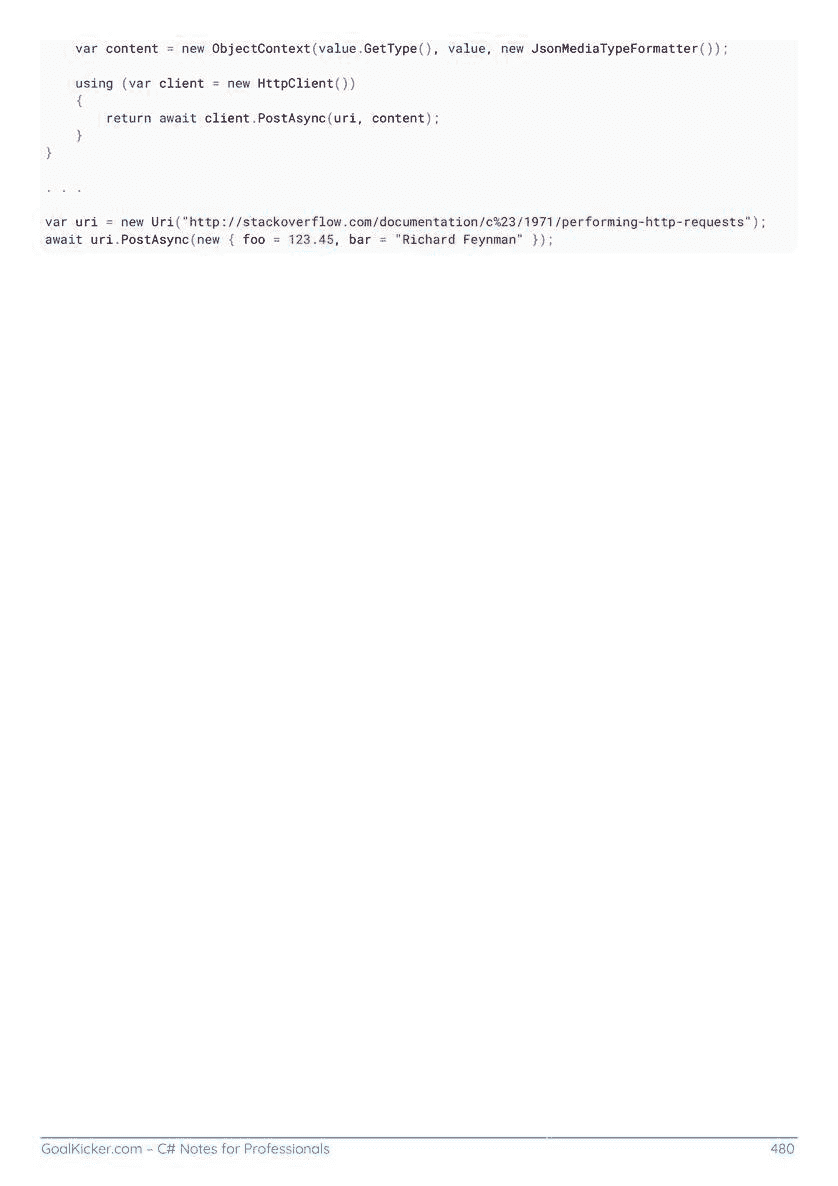 var content = new ObjectContext(value.GetType(), value, new JsonMediaTypeFormatter());
using (var client = new HttpClient())
{
return await client.PostAsync(uri, content);
}
}
. . .
var uri = new Uri("http://stackoverflow.com/documentation/c%23/1971/performing-http-requests");
await uri.PostAsync(new { foo = 123.45, bar = "Richard Feynman" });
GoalKicker.com – C# Notes for Professionals 480